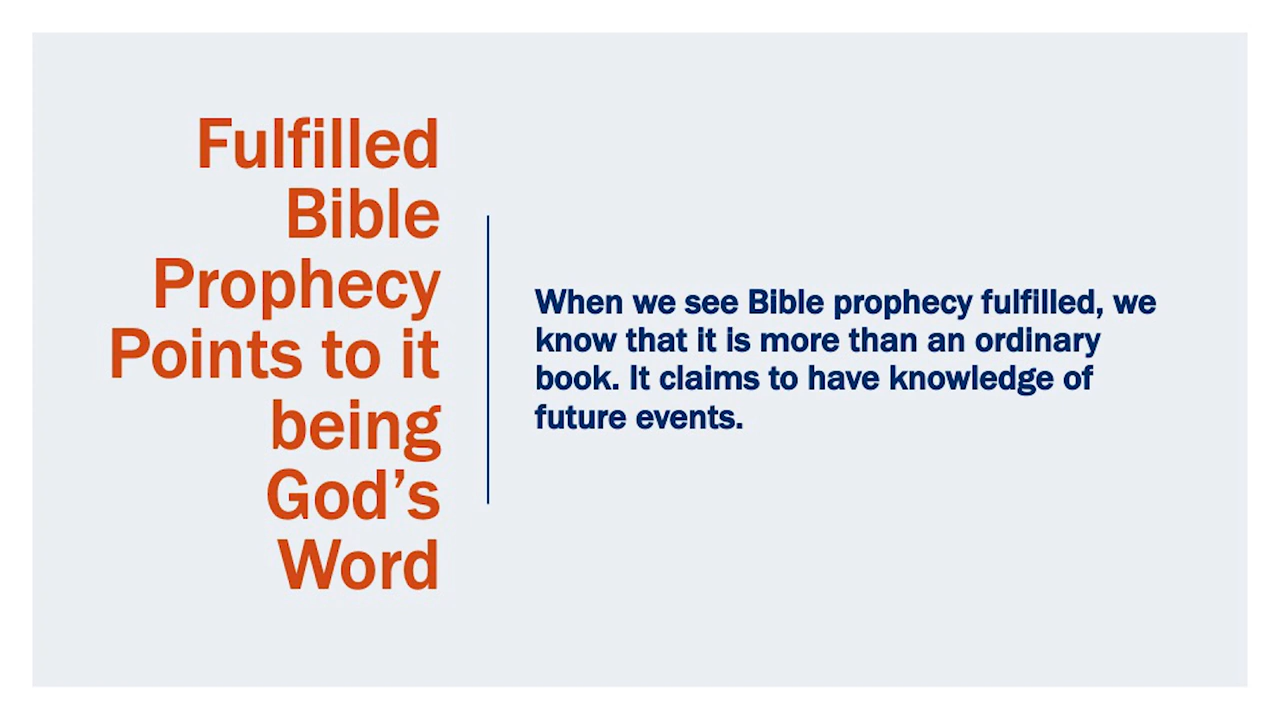 Fulfilled
Bible
Prophecy
Points to it
being
God’s
Word
When we see Bible prophecy fulfilled, we
know that it is more than an ordinary
book. It claims to have knowledge of
future events.